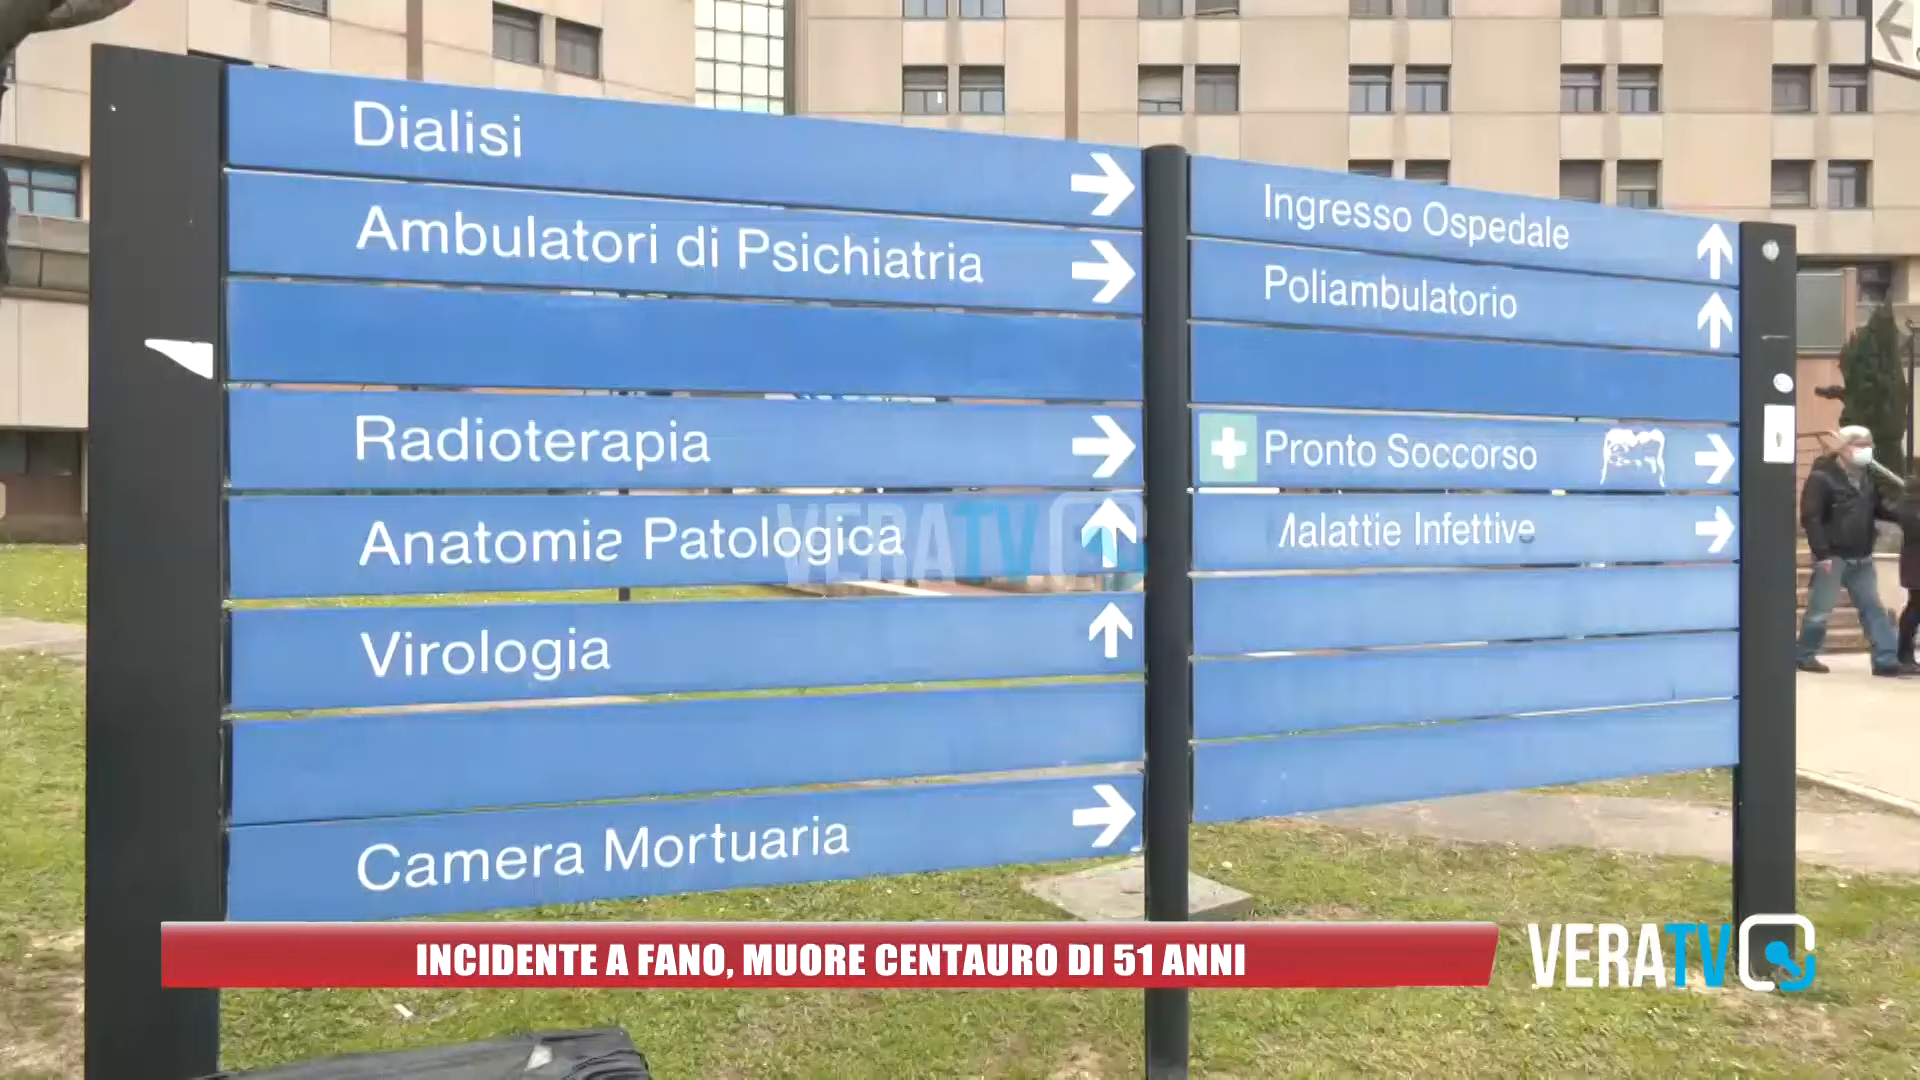 Dialisi
Ambulatori di Psichiatria
Radioterapia
Anatomia Patologica
Virologia
Camera Mortuaria
Ingresso Ospedale
Poliambulatorio
Pronto Soccorso
Malattie Infettive
VERATV
INCIDENTE A FANO, MUORE CENTAURO DI 51 ANNI
VERATV